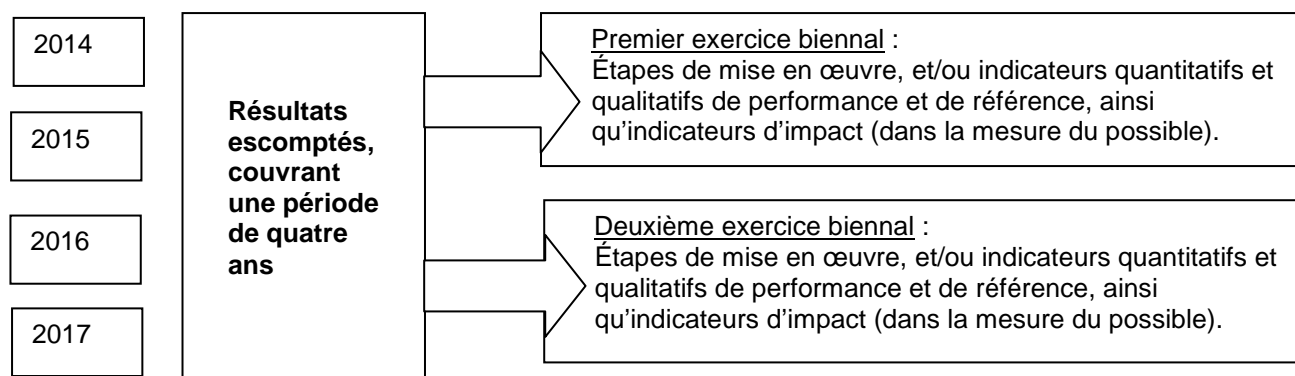 2014
2015
2016
2017
Résultats
escomptés,
couvrant
une période
de quatre
ans
Premier exercice biennal :
Étapes de mise en œuvre, et/ou indicateurs quantitatifs et
qualitatifs de performance et de référence, ainsi
qu’indicateurs d’impact (dans la mesure du possible).
Deuxième exercice biennal :
Étapes de mise en œuvre, et/ou indicateurs quantitatifs et
qualitatifs de performance et de référence, ainsi
qu’indicateurs d’impact (dans la mesure du possible).